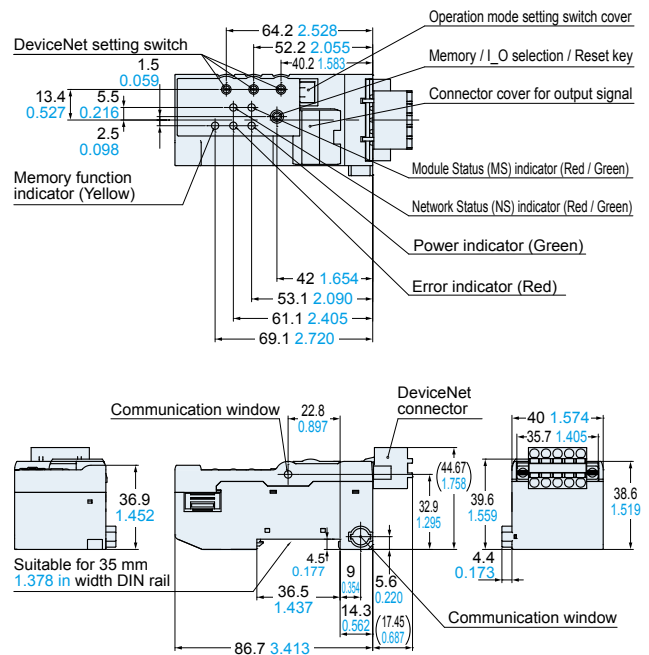 64.2 2.528
Operation mode setting switch cover
DeviceNet setting switch
52.2 2.055
40.2 1.583
Memory / I_O selection / Reset key
1.5
0.059
Connector cover for output signal
13.4
0.527
5.5
0.216
2.5
0.098
Module Status (MS) indicator (Red / Green)
Memory function
indicator (Yellow)
Network Status (NS) indicator (Red / Green)
Power indicator (Green)
42 1.654
Error indicator (Red)
53.1 2.090
61.1 2.405
69.1 2.720
DeviceNet
connector
Communication window
22.8
0.897
40 1.574
35.7 1.405
(44.67)
(1.758)
36.9
1.452
32.9
1.295
39.6
1.559
38.6
1.519
Suitable for 35 mm
1.378 in width DIN rail
4.5
0.177
9
0.354
5.6
0.220
4.4
0.173
36.5
1.437
14.3
0.562
(17.45)
(0.687)
Communication window
86.7 3.413